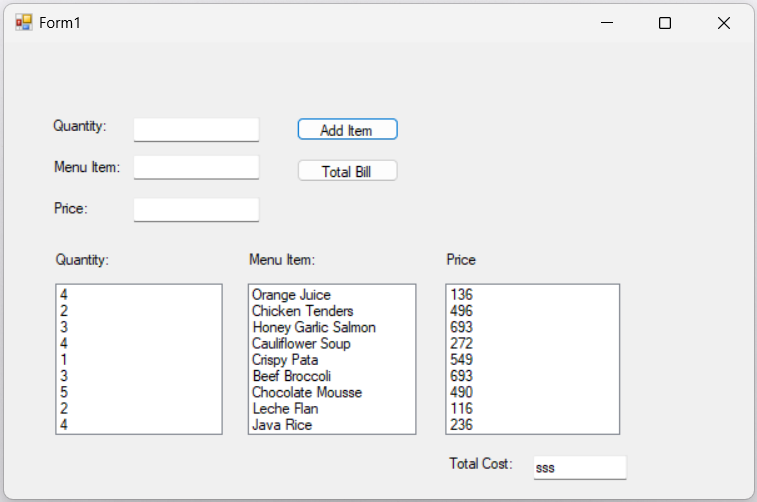 Form1
Quantity:
Add Item
Menu Item:
Total Bill
Price:
Quantity: Menu Item: Price
4 Orange Juice 136
2 Chicken Tenders 496
3 Honey Garlic Salmon 693
4 Cauliflower Soup 272
1 Crispy Pata 549
3 Beef Broccoli 693
5 Chocolate Mousse 490
2 Leche Flan 116
4 Java Rice 236
Total Cost: sss